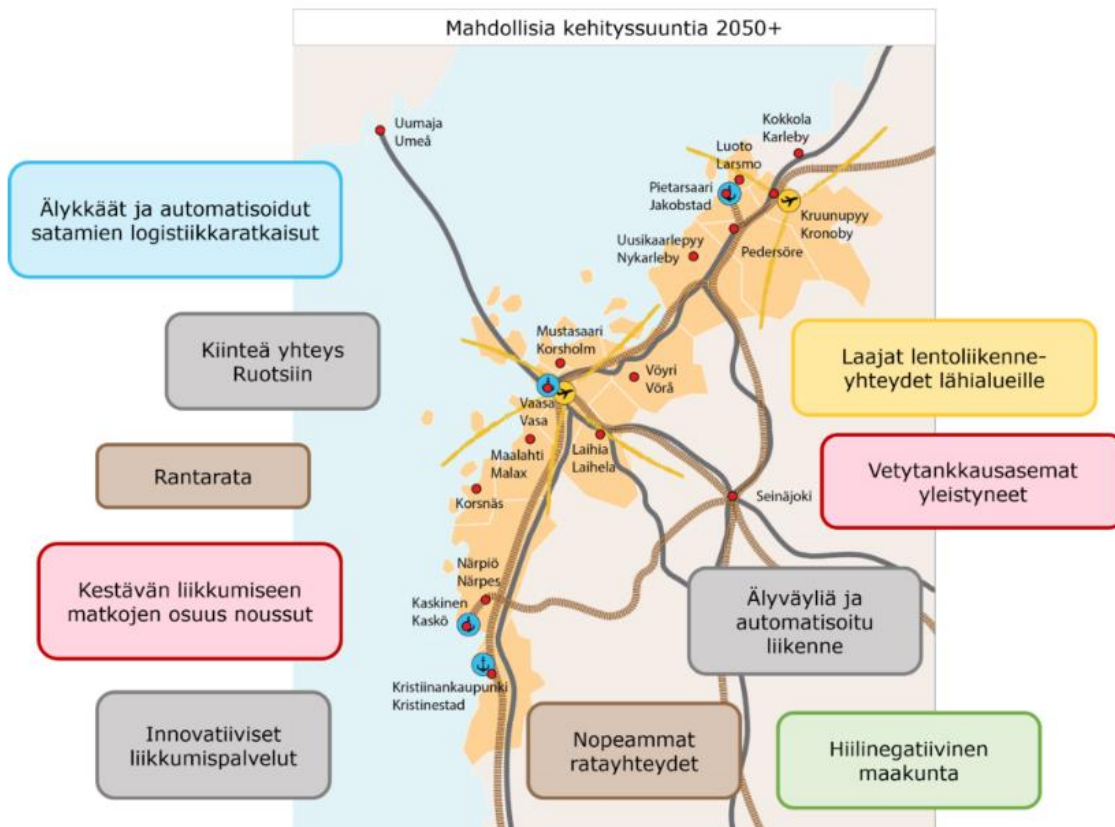 Mahdollisia kehityssuuntia 2050+
Uumaja
Umeå
Kokkola
Karleby
Luoto
Larsmo
Pietarsaari
Jakobstad
Kruunupyy
Kronoby
Uusikaarlepyy
Nykarleby
Pedersöre
Älykkäät ja automatisoidut
satamien logistiikkaratkaisut
Kiinteä yhteys
Ruotsiin
Mustasaari
Korsholm
Vöyri
Vörå
Laajat lentoliikenne-
yhteydet lähialueille
Vaasa
Vasa
Maalahti
Malax
Laihia
Laihela
Rantarata
Korsnäs
Seinäjoki
Vetytankkausasemat
yleistyneet
Kestävän liikkumiseen
matkojen osuus noussut
Närpiö
Närpes
Kaskinen
Kaskö
Älyväyliä ja
automatisoitu
liikenne
Kristiinankaupunki
Kristinestad
Innovatiiviset
liikkumispalvelut
Nopeammat
ratayhteydet
Hiilinegatiivinen
maakunta